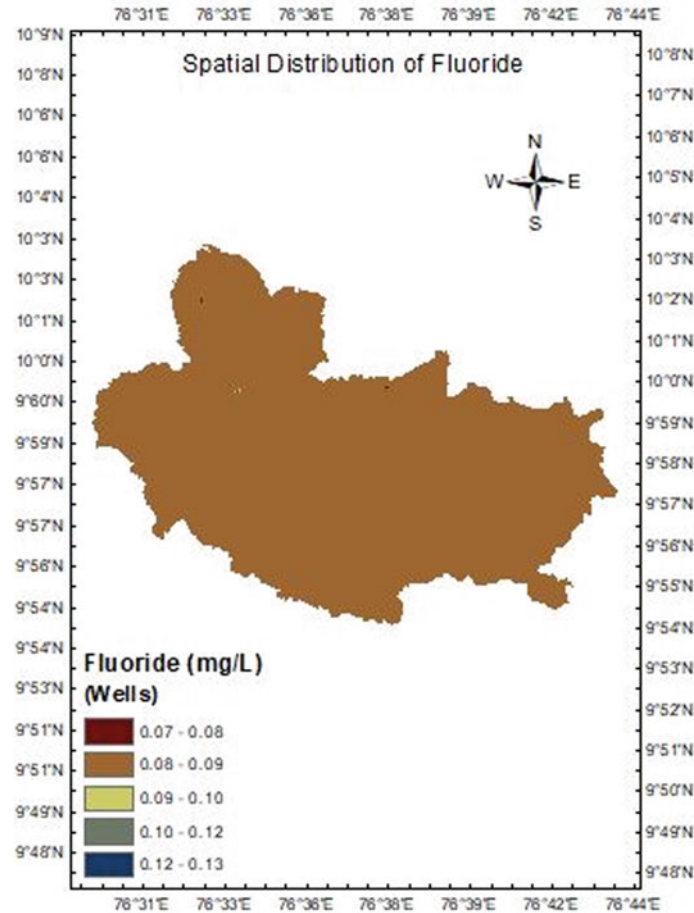 76°31'E 76°33'E 76°36'E 76°38'E 76°39'E 76°42'E 76°44'E
Spatial Distribution of Fluoride
N
W E
S
10°9'N
10°8'N
10°6'N
10°6'N
10°4'N
10°3'N
10°3'N
10°1'N
10°0'N
9°60'N
9°59'N
9°57'N
9°57'N
9°56'N
9°54'N
9°54'N
9°53'N
9°51'N
9°51'N
9°49'N
9°48'N
10°8'N
10°7'N
10°6'N
10°5'N
10°4'N
10°3'N
10°2'N
10°1'N
10°0'N
9°59'N
9°58'N
9°57'N
9°56'N
9°55'N
9°54'N
9°53'N
9°52'N
9°51'N
9°50'N
9°49'N
9°48'N
Fluoride (mg/L)
(Wells)
0.07 - 0.08
0.08 - 0.09
0.09 - 0.10
0.10 - 0.12
0.12 - 0.13
76°31'E 76°33'E 76°36'E 76°38'E 76°39'E 76°42'E 76°44'E